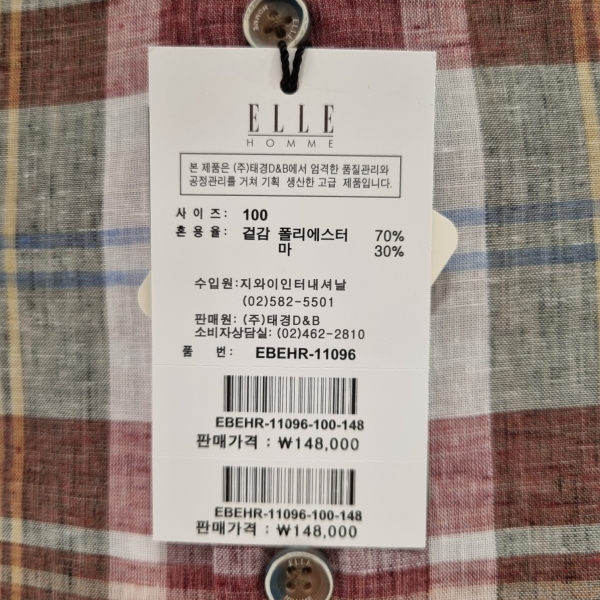 ELLE
HOMME
본 제품은 (주)태경D&B에서 엄격한 품질관리와
공정관리를 거쳐 기획 생산한 고급 제품입니다.
사 이 즈 : 100
혼 용 율 : 겉감 폴리에스터 70%
마 30%
수입원: 지와이인터내셔날
(02)582-5501
판매원: (주)태경D&B
소비자상담실: (02)462-2810
품 번: EBEHR-11096
EBEHR-11096-100-148
판매가격 : ₩148,000
EBEHR-11096-100-148
판매가격 : ₩148,000
ELLE